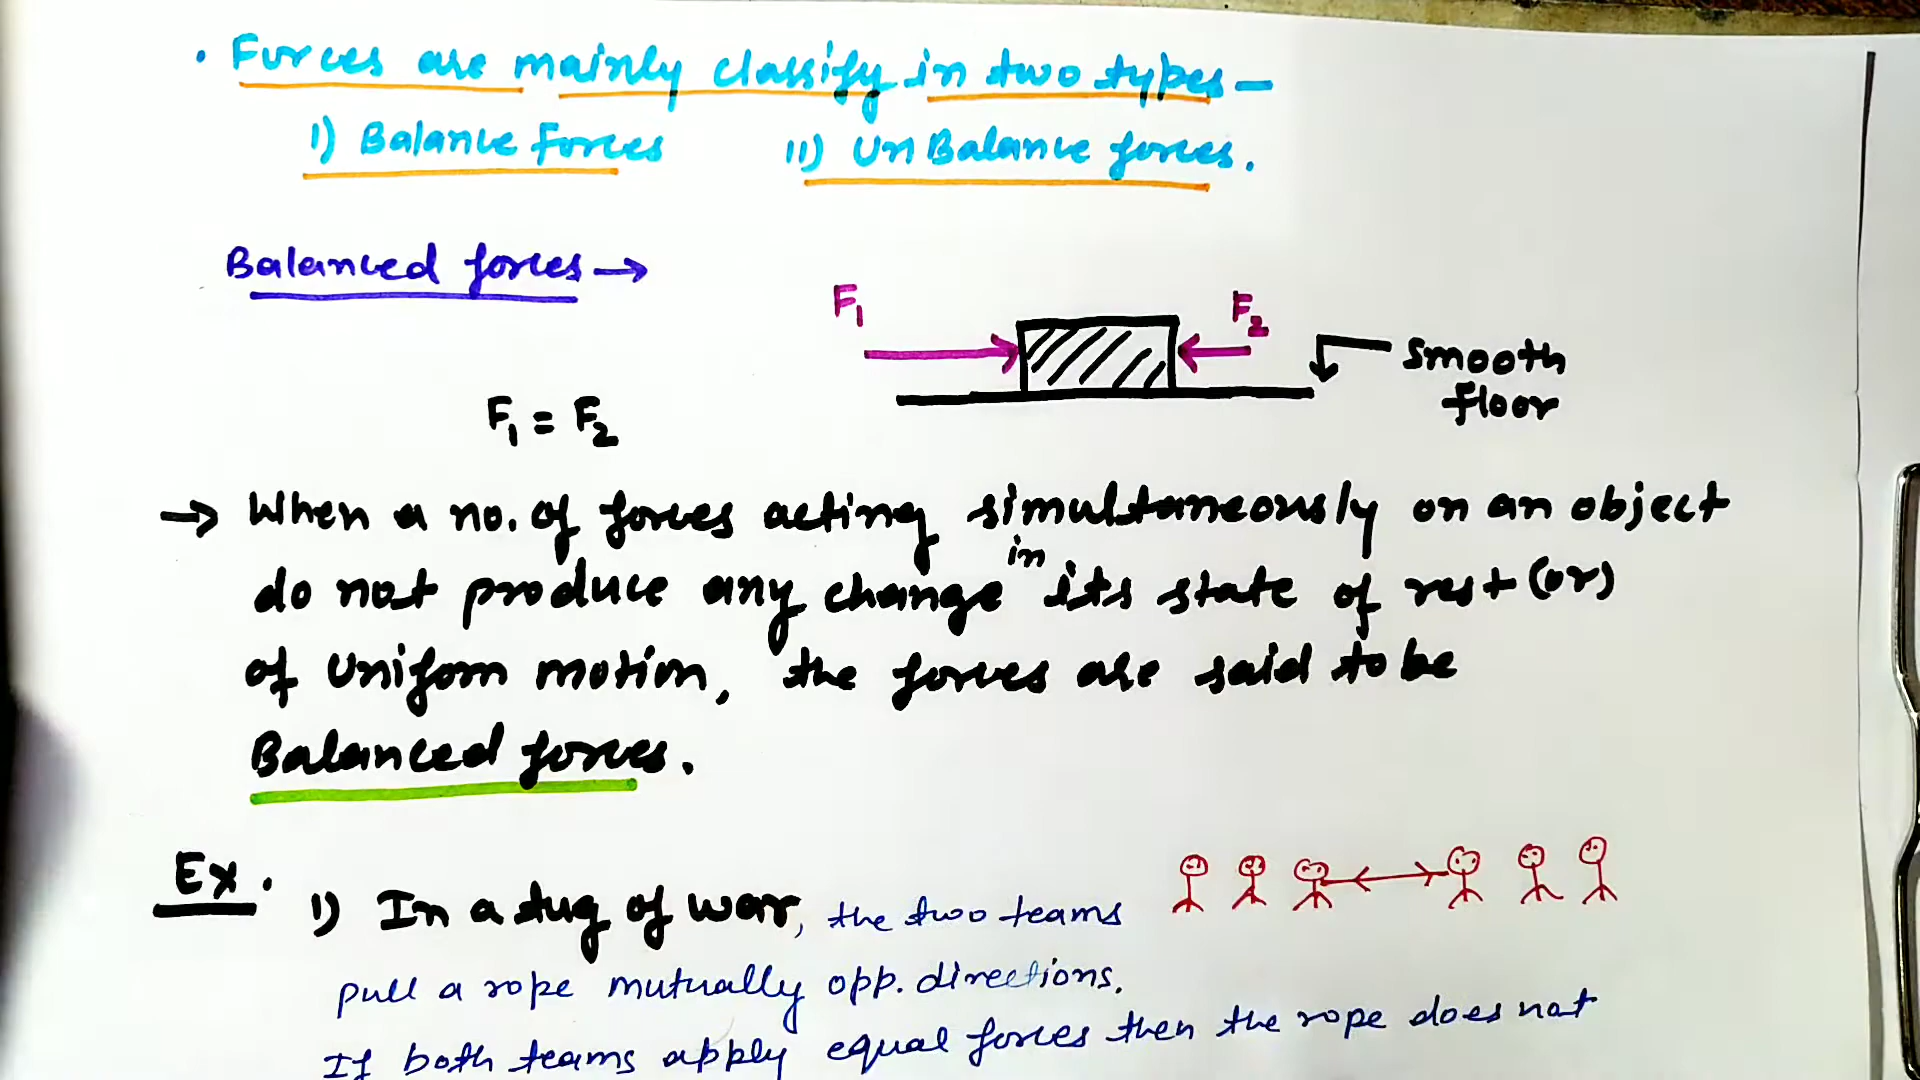 • Forces are mainly classify in two types -
I) Balance Forces II) UnBalance forces.
Balanced forces →
F1 F2
smooth
floor
F1 = F2
→ When a no. of forces acting simultaneously on an object
do not produce any change in its state of rest (or)
of Uniform motion, the forces are said to be
Balanced forces.
Ex.
1) In a tug of war, the two teams
pull a rope mutually opp. directions.
If both teams apply equal forces then the rope does not